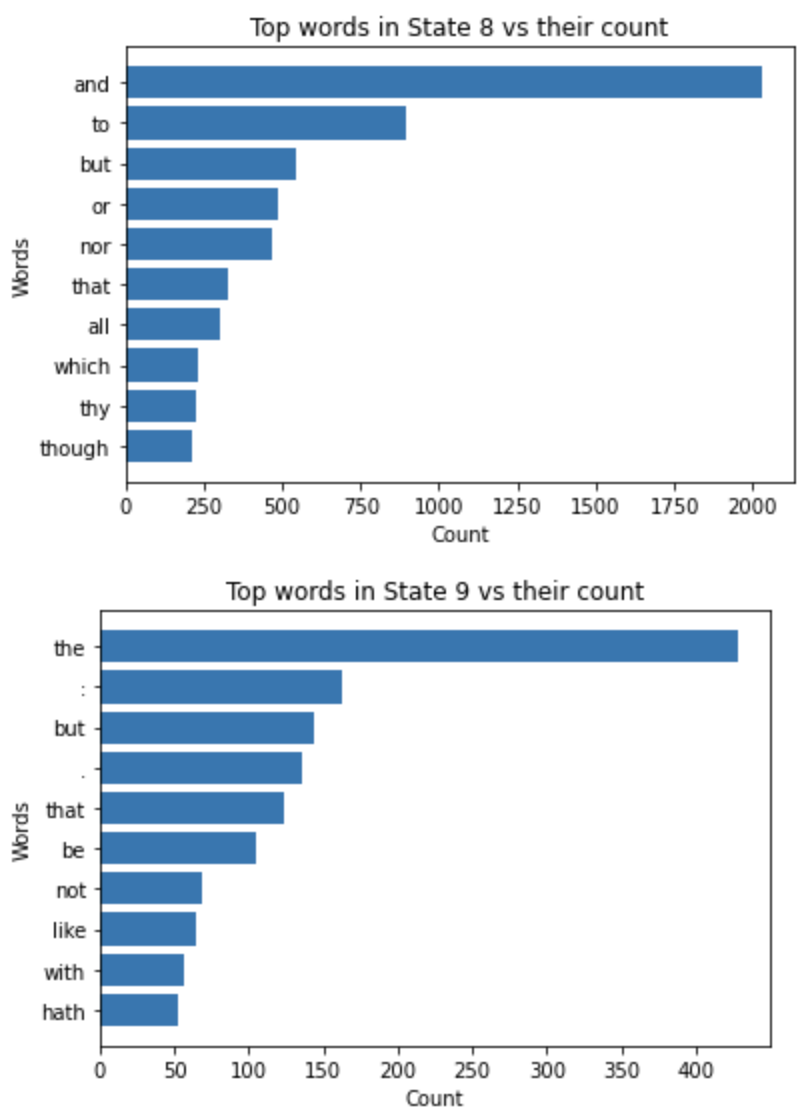 Top words in State 8 vs their count
and
to
but
or
nor
that
all
which
thy
though
Words
0 250 500 750 1000 1250 1500 1750 2000
Count
Top words in State 9 vs their count
the
:
but
.
that
be
not
like
with
hath
Words
0 50 100 150 200 250 300 350 400
Count